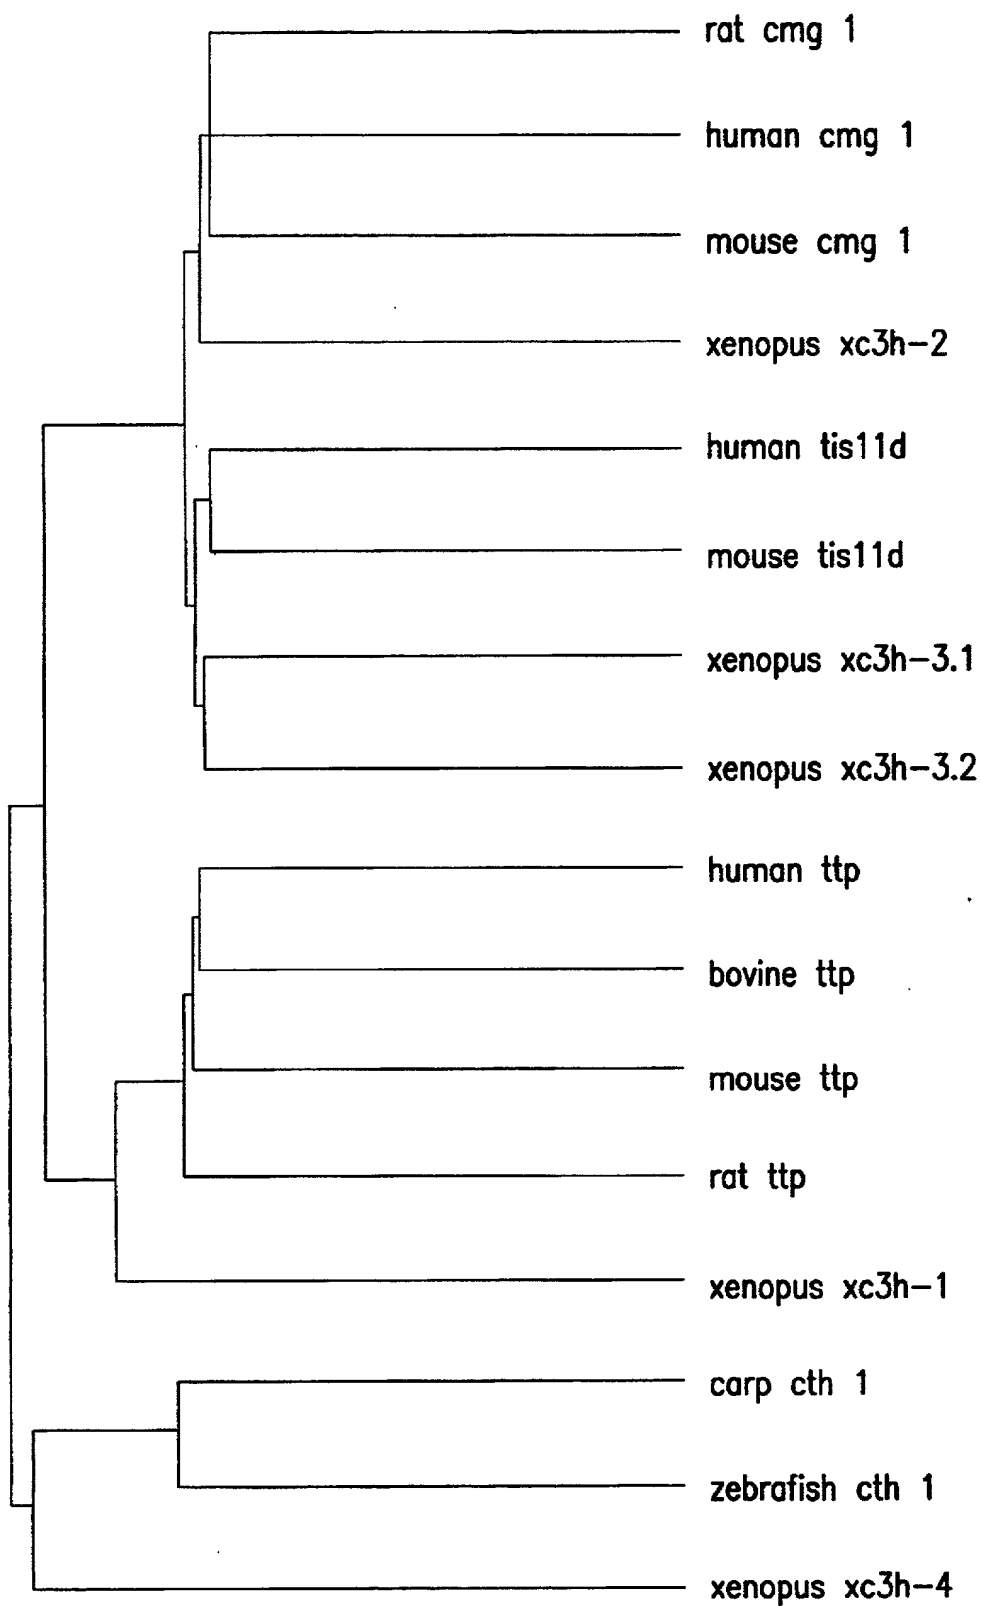 rat cmg 1
human cmg 1
mouse cmg 1
xenopus xc3h-2
human tis11d
mouse tis11d
xenopus xc3h-3.1
xenopus xc3h-3.2
human ttp
bovine ttp
mouse ttp
rat ttp
xenopus xc3h-1
carp cth 1
zebrafish cth 1
xenopus xc3h-4